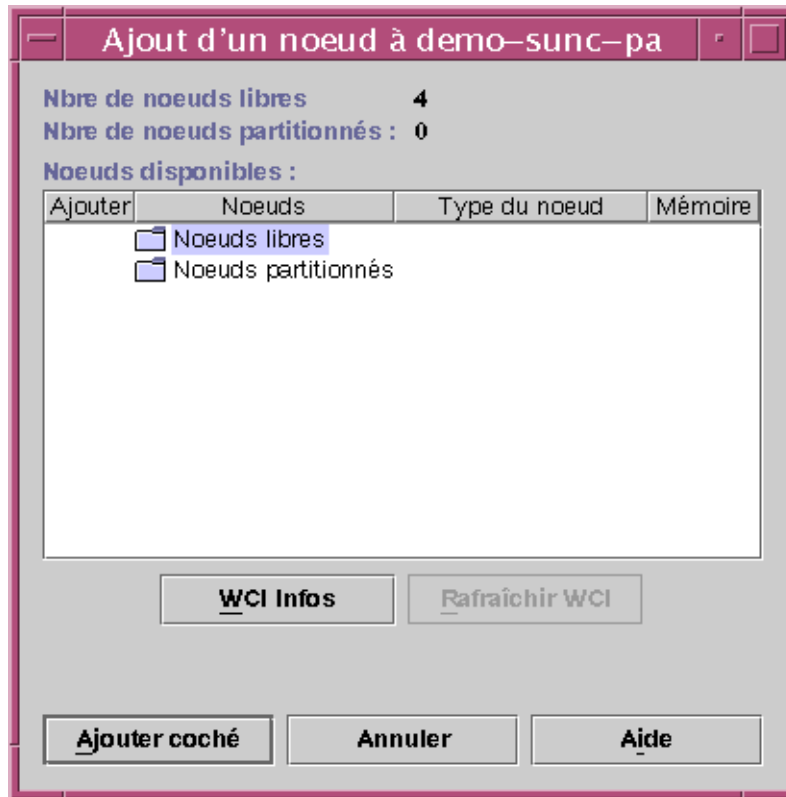 Ajout d'un noeud à demo–sunc–pa
Nbre de noeuds libres 4
Nbre de noeuds partitionnés : 0
Noeuds disponibles :
Ajouter Noeuds Type du noeud Mémoire
Noeuds libres
Noeuds partitionnés
WCI Infos Rafraîchir WCI
Ajouter coché Annuler Aide